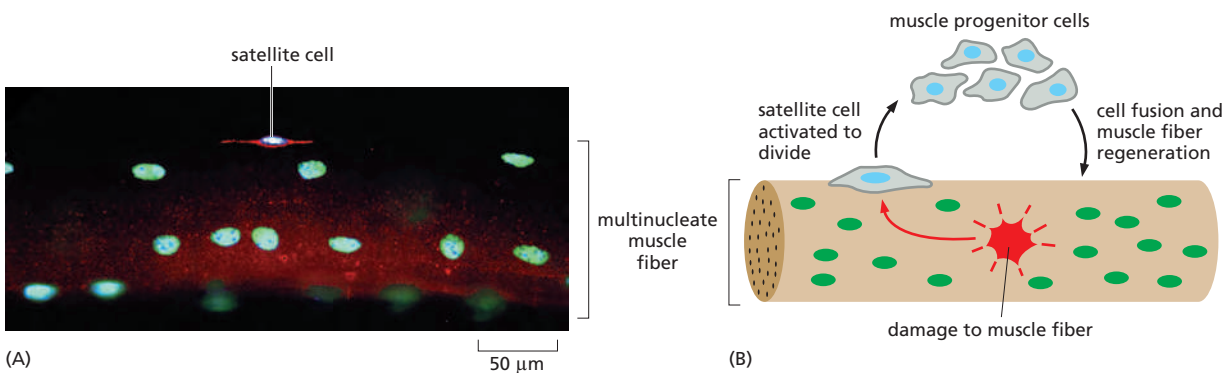 satellite cell
multinucleate
muscle
fiber
50 μm
(A)
muscle progenitor cells
satellite cell
activated to
divide
cell fusion and
muscle fiber
regeneration
damage to muscle fiber
(B)